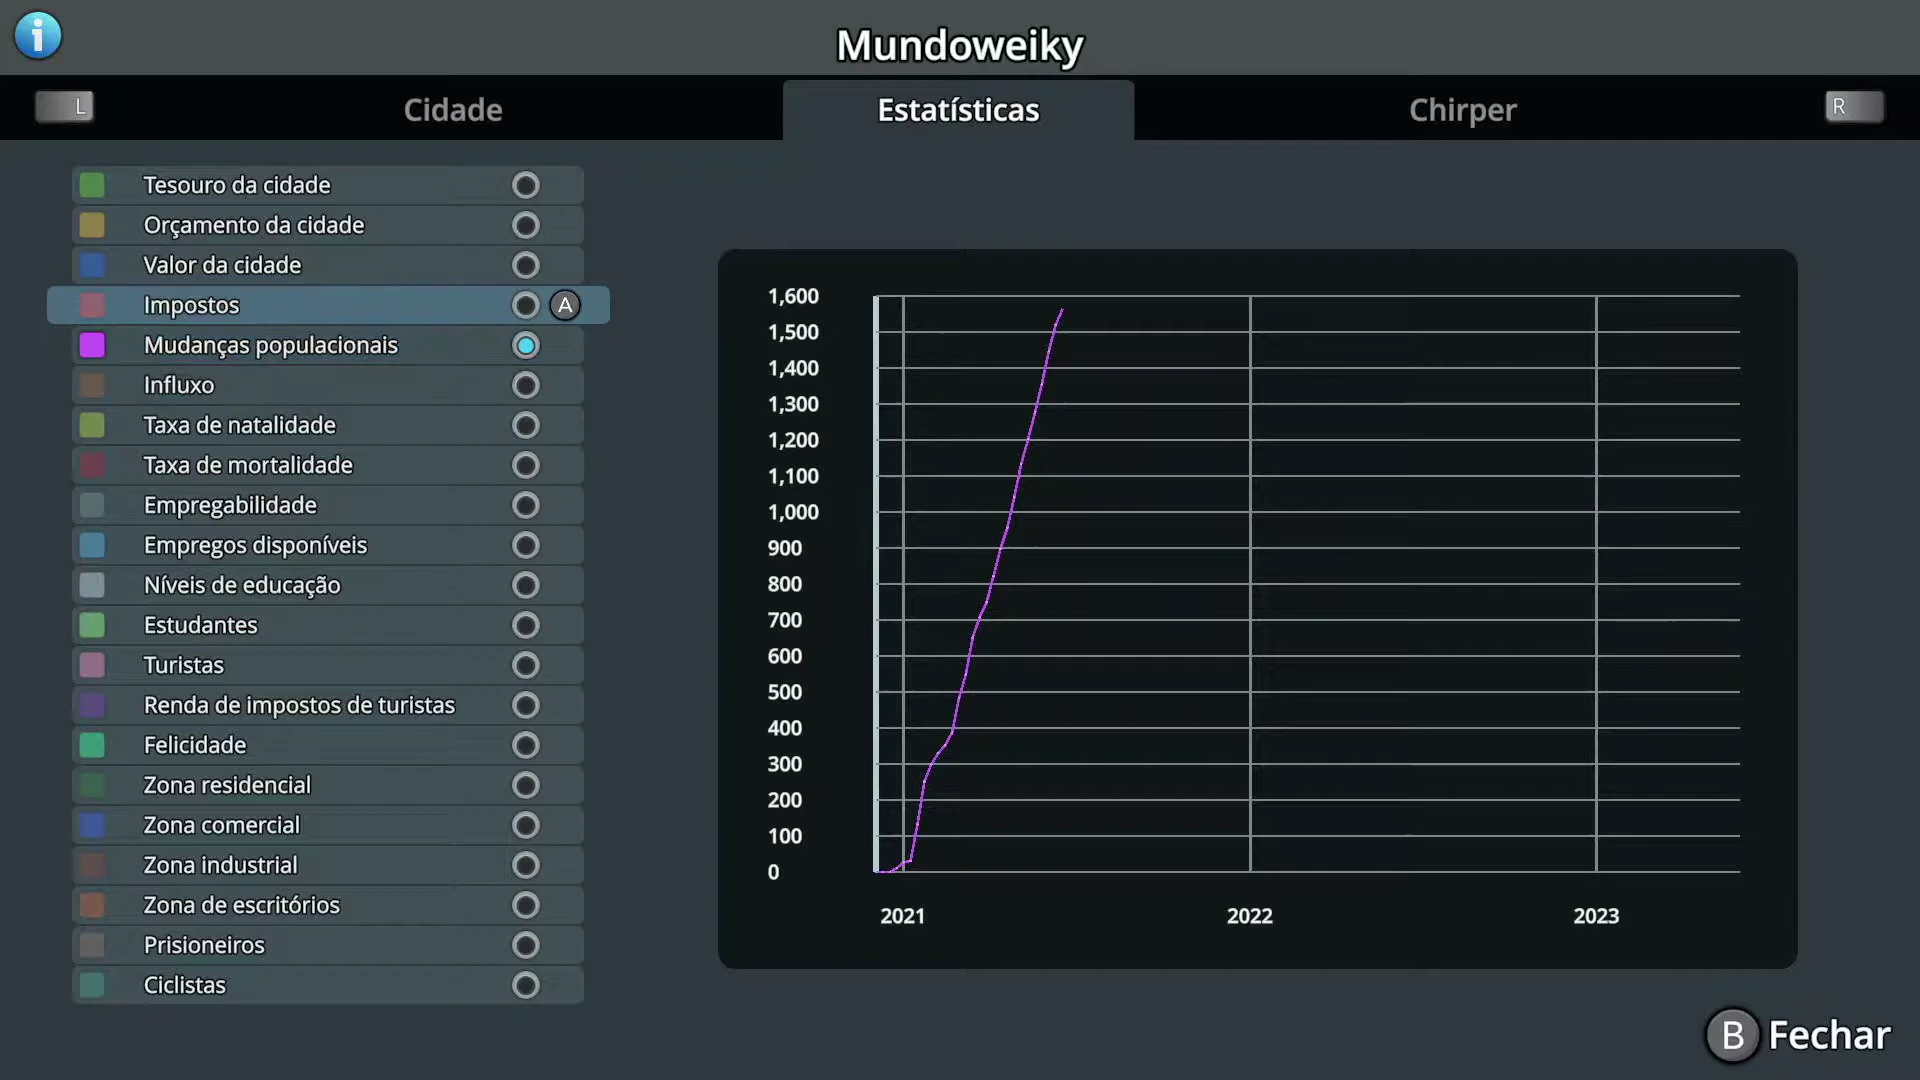 Mundoweiky
L
Cidade
Estatísticas
Chirper
R
Tesouro da cidade
Orçamento da cidade
Valor da cidade
Impostos A
Mudanças populacionais
Influxo
Taxa de natalidade
Taxa de mortalidade
Empregabilidade
Empregos disponíveis
Níveis de educação
Estudantes
Turistas
Renda de impostos de turistas
Felicidade
Zona residencial
Zona comercial
Zona industrial
Zona de escritórios
Prisioneiros
Ciclistas
1,600
1,500
1,400
1,300
1,200
1,100
1,000
900
800
700
600
500
400
300
200
100
0
2021 2022 2023
B Fechar